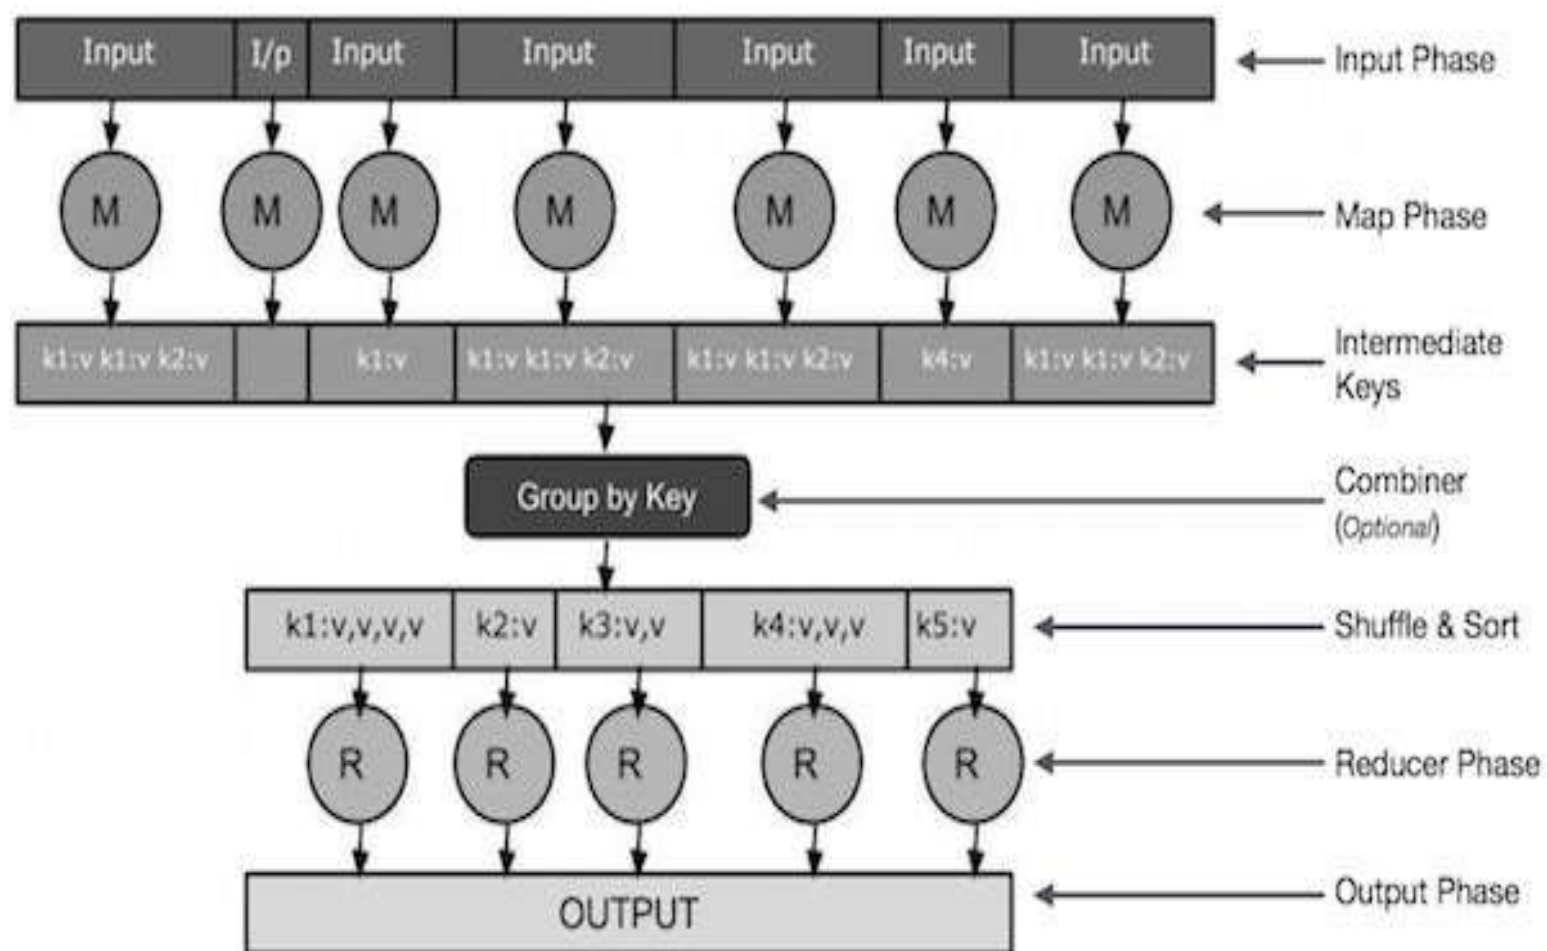 Input I/p Input Input Input Input Input
Input Phase
M M M M M M M
Map Phase
k1:v k1:v k2:v k1:v k1:v k1:v k2:v k1:v k1:v k2:v k4:v k1:v k1:v k2:v
Intermediate
Keys
Group by Key
Combiner
(Optional)
k1:v,v,v,v k2:v k3:v,v k4:v,v,v k5:v
Shuffle & Sort
R R R R R
Reducer Phase
OUTPUT
Output Phase